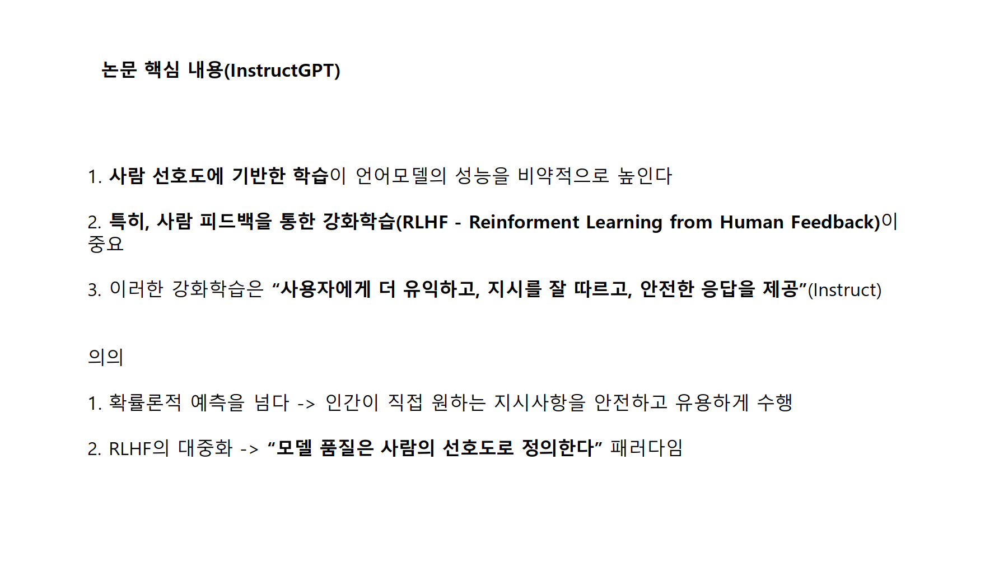 논문 핵심 내용(InstructGPT)
1. 사람 선호도에 기반한 학습이 언어모델의 성능을 비약적으로 높인다
2. 특히, 사람 피드백을 통한 강화학습(RLHF - Reinforment Learning from Human Feedback)이
중요
3. 이러한 강화학습은 “사용자에게 더 유익하고, 지시를 잘 따르고, 안전한 응답을 제공”(Instruct)
의의
1. 확률론적 예측을 넘다 -> 인간이 직접 원하는 지시사항을 안전하고 유용하게 수행
2. RLHF의 대중화 -> “모델 품질은 사람의 선호도로 정의한다” 패러다임